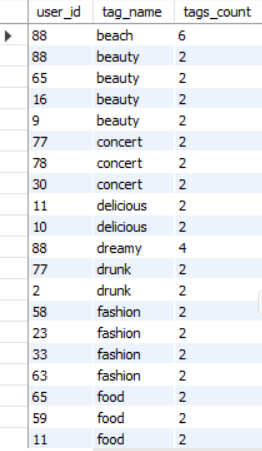 user_id tag_name tags_count
88 beach 6
88 beauty 2
65 beauty 2
16 beauty 2
9 beauty 2
77 concert 2
78 concert 2
30 concert 2
11 delicious 2
10 delicious 2
88 dreamy 4
77 drunk 2
2 drunk 2
58 fashion 2
23 fashion 2
33 fashion 2
63 fashion 2
65 food 2
59 food 2
11 food 2